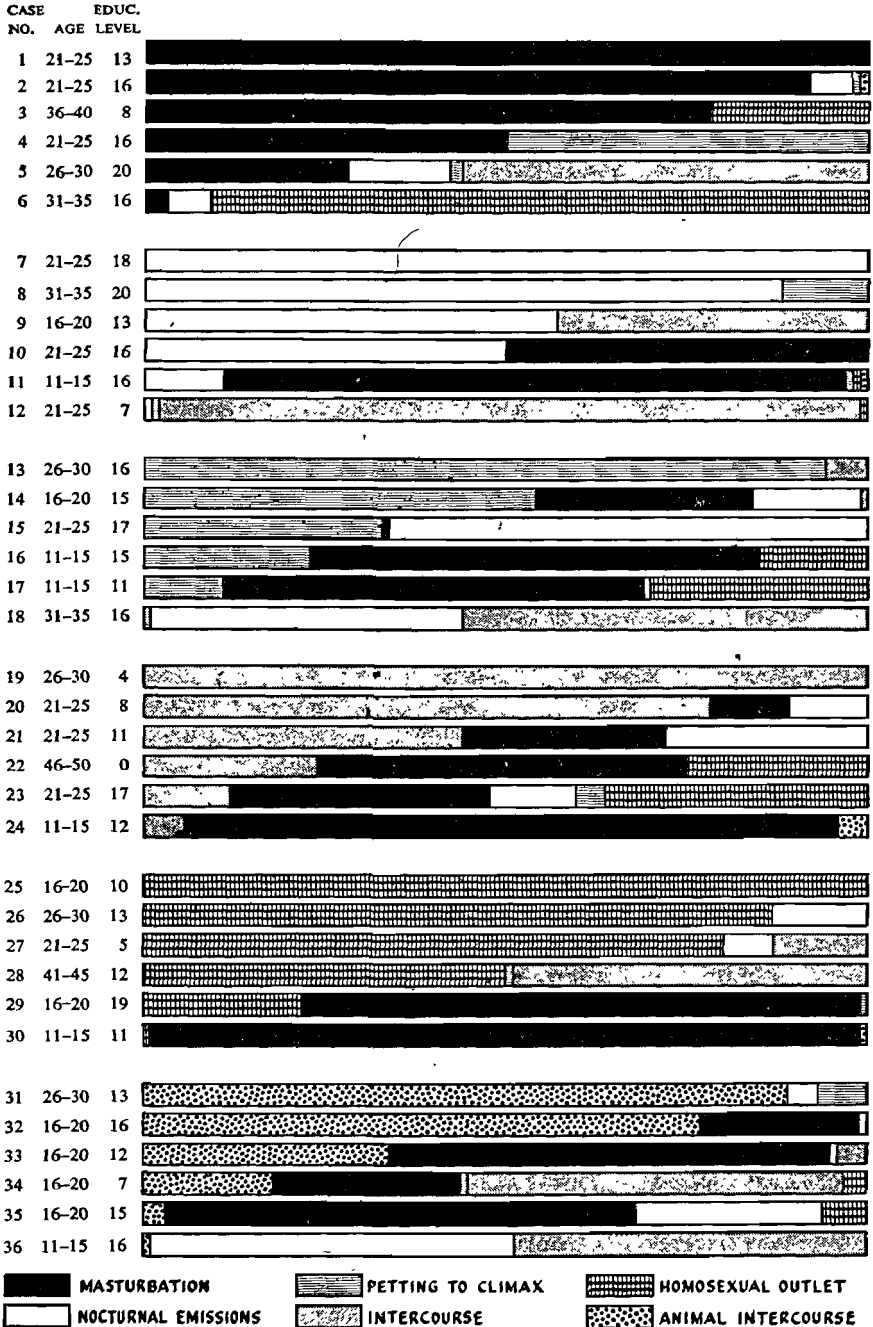 CASE EDUC.
NO. AGE LEVEL
1 21–25 13
2 21–25 16
3 36–40 8
4 21–25 16
5 26–30 20
6 31–35 16
7 21–25 18
8 31–35 20
9 16–20 13
10 21–25 16
11 11–15 16
12 21–25 7
13 26–30 16
14 16–20 15
15 21–25 17
16 11–15 15
17 11–15 11
18 31–35 16
19 26–30 4
20 21–25 8
21 21–25 11
22 46–50 0
23 21–25 17
24 11–15 12
25 16–20 10
26 26–30 13
27 21–25 5
28 41–45 12
29 16–20 19
30 11–15 11
31 26–30 13
32 16–20 16
33 16–20 12
34 16–20 7
35 16–20 15
36 11–15 16
MASTURBATION PETTING TO CLIMAX HOMOSEXUAL OUTLET
NOCTURNAL EMISSIONS INTERCOURSE ANIMAL INTERCOURSE